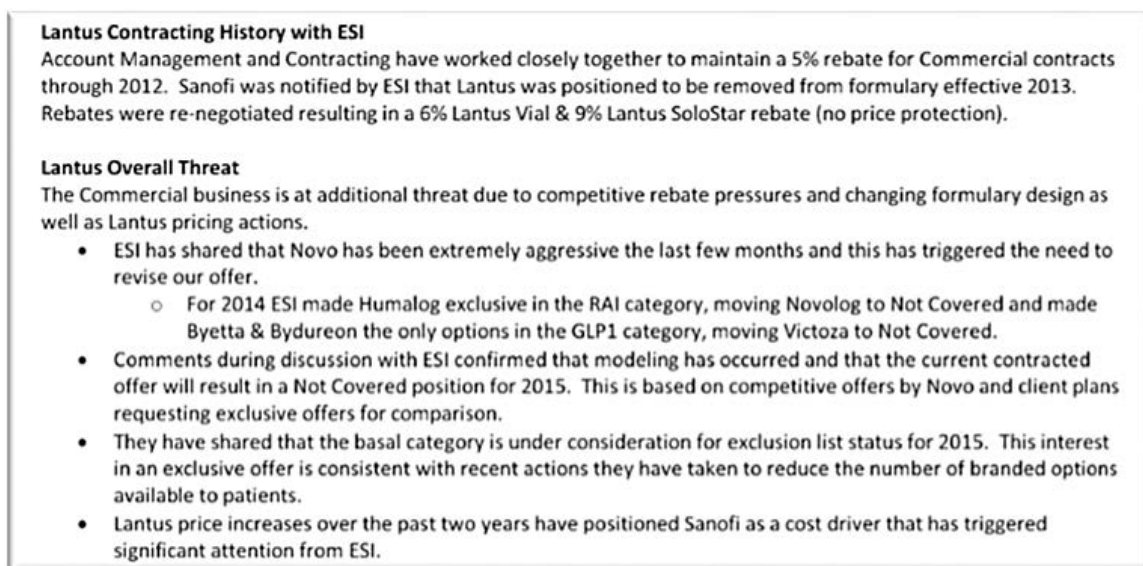 Lantus Contracting History with ESI
Account Management and Contracting have worked closely together to maintain a 5% rebate for Commercial contracts
through 2012.  Sanofi was notified by ESI that Lantus was positioned to be removed from formulary effective 2013.
Rebates were re-negotiated resulting in a 6% Lantus Vial & 9% Lantus SoloStar rebate (no price protection).
Lantus Overall Threat
The Commercial business is at additional threat due to competitive rebate pressures and changing formulary design as
well as Lantus pricing actions.
• ESI has shared that Novo has been extremely aggressive the last few months and this has triggered the need to
revise our offer.
○ For 2014 ESI made Humalog exclusive in the RAI category, moving Novolog to Not Covered and made
Byetta & Bydureon the only options in the GLP1 category, moving Victoza to Not Covered.
• Comments during discussion with ESI confirmed that modeling has occurred and that the current contracted
offer will result in a Not Covered position for 2015.  This is based on competitive offers by Novo and client plans
requesting exclusive offers for comparison.
• They have shared that the basal category is under consideration for exclusion list status for 2015.  This interest
in an exclusive offer is consistent with recent actions they have taken to reduce the number of branded options
available to patients.
• Lantus price increases over the past two years have positioned Sanofi as a cost driver that has triggered
significant attention from ESI.